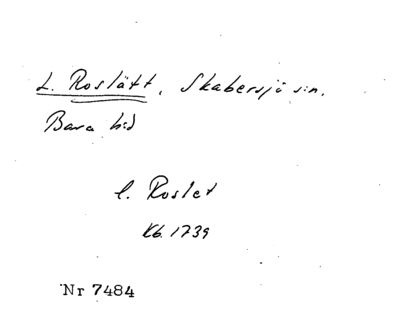 L. Roslätt, Skabersjö sn.
Bara hd
l. Roslet
Kb. 1739
Nr 7484